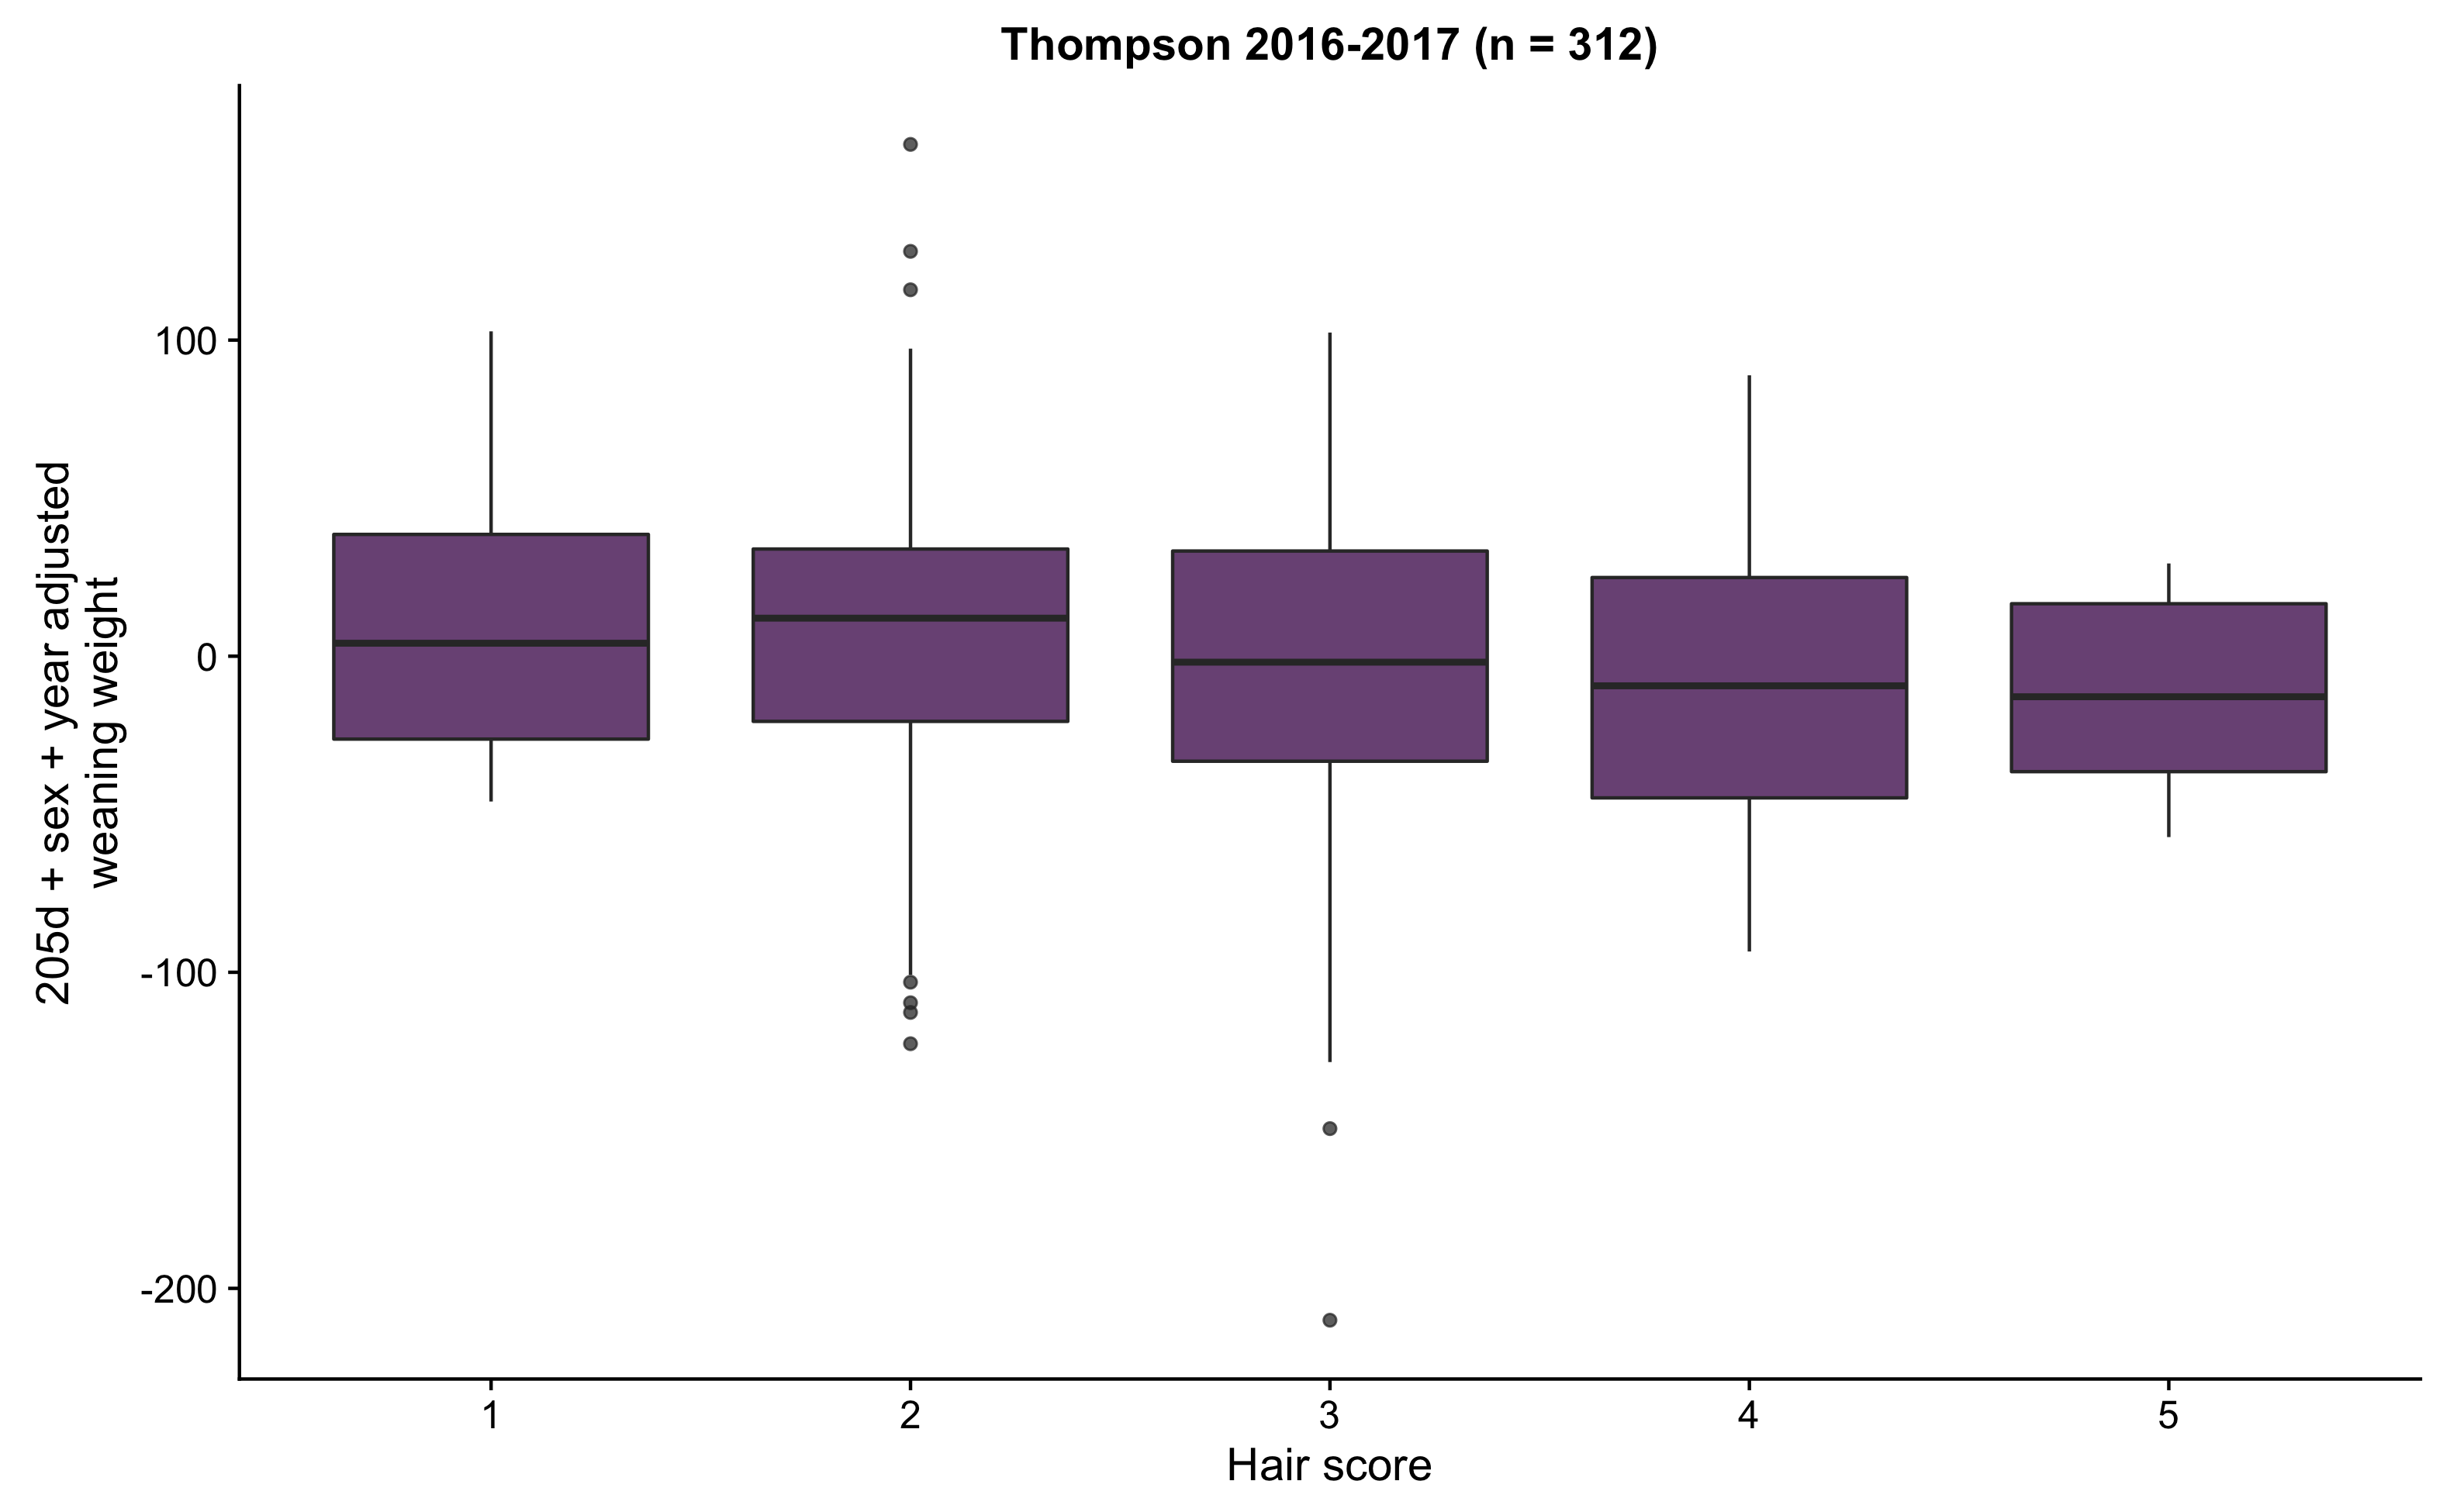 Thompson 2016-2017 (n = 312)
205d + sex + year adjusted
weaning weight
100
0
-100
-200
1
2
3
4
5
Hair score